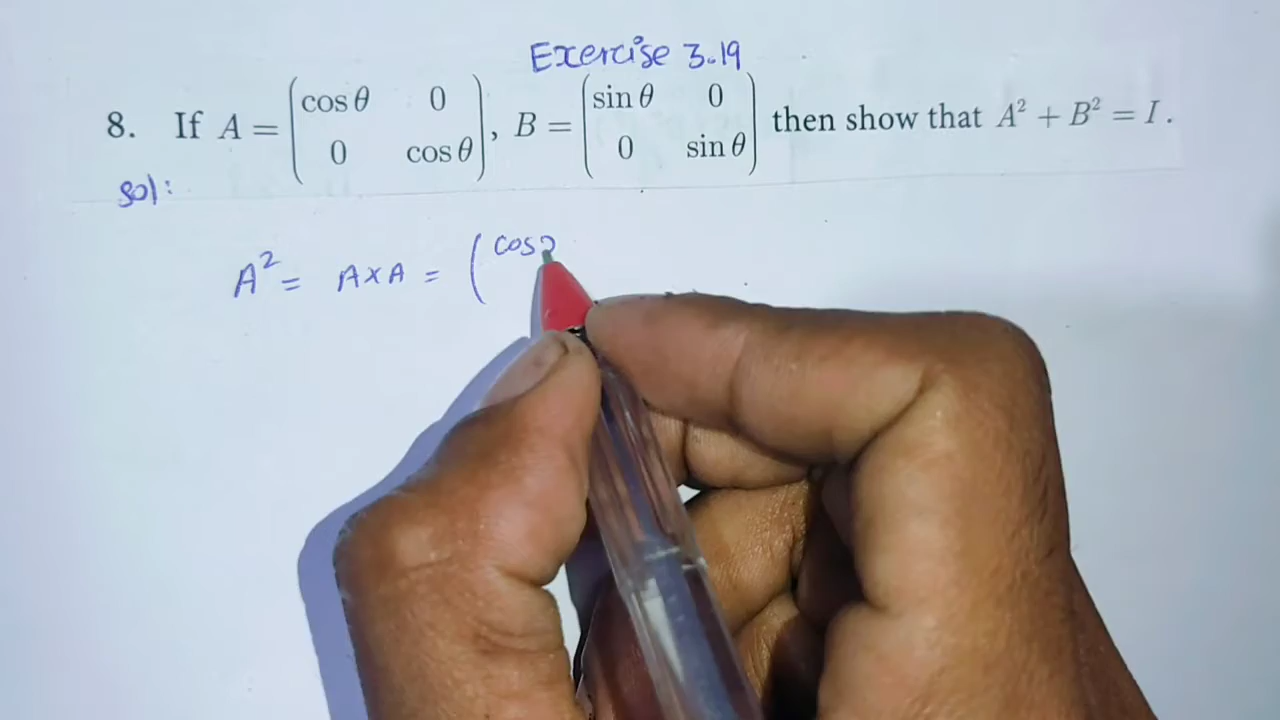 Exercise 3.19
8. If A = (cos θ 0 0 cos θ), B = (sin θ 0 0 sin θ) then show that A² + B² = I.
Sol:
A² = A×A = ( cos